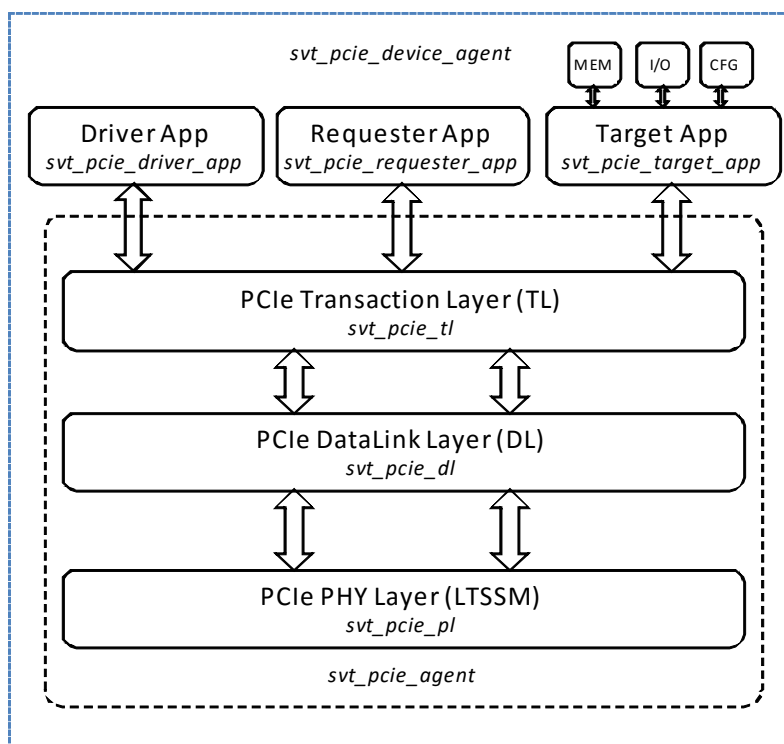 svt_pcie_device_agent
MEM
I/O
CFG
Driver App
svt_pcie_driver_app
Requester App
svt_pcie_requester_app
Target App
svt_pcie_target_app
PCIe Transaction Layer (TL)
svt_pcie_tl
PCIe DataLink Layer (DL)
svt_pcie_dl
PCIe PHY Layer (LTSSM)
svt_pcie_pl
svt_pcie_agent